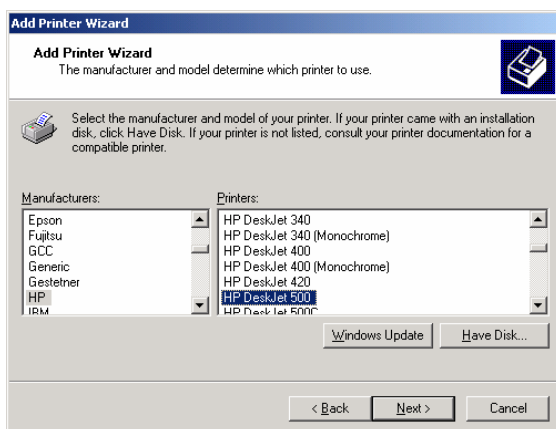 Add Printer Wizard
Add Printer Wizard
The manufacturer and model determine which printer to use.
Select the manufacturer and model of your printer. If your printer came with an installation
disk, click Have Disk. If your printer is not listed, consult your printer documentation for a
compatible printer.
Manufacturers:
Epson
Fujitsu
GCC
Generic
Gestetner
HP
IBM
Printers:
HP DeskJet 340
HP DeskJet 340 (Monochrome)
HP DeskJet 400
HP DeskJet 400 (Monochrome)
HP DeskJet 420
HP DeskJet 500
HP DeskJet 500C
Windows Update
Have Disk...
< Back
Next >
Cancel